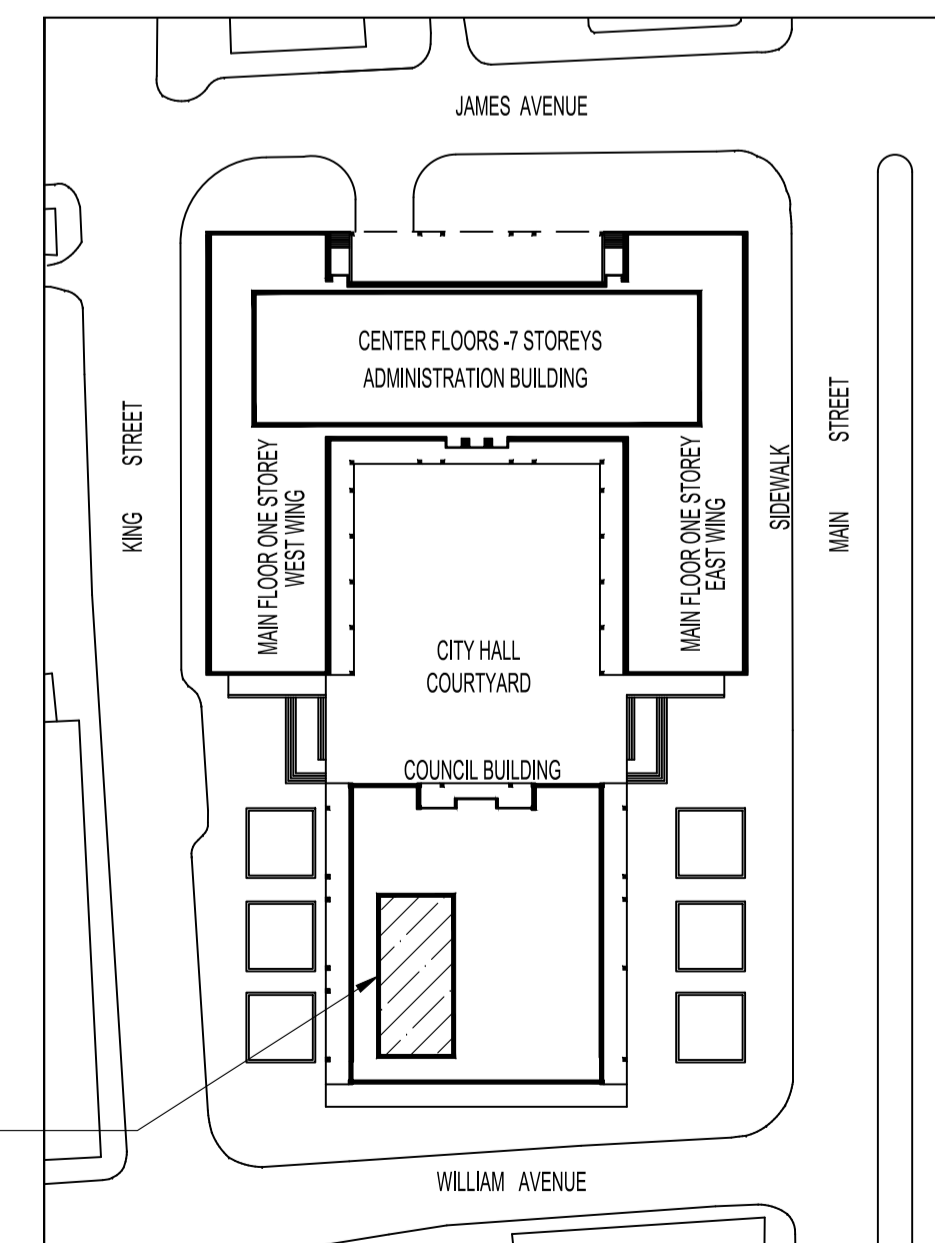 JAMES AVENUE
CENTER FLOORS -7 STOREYS
ADMINISTRATION BUILDING
KING STREET
MAIN FLOOR ONE STOREY
WEST WING
MAIN FLOOR ONE STOREY
EAST WING
SIDEWALK
MAIN STREET
CITY HALL
COURTYARD
COUNCIL BUILDING
WILLIAM AVENUE